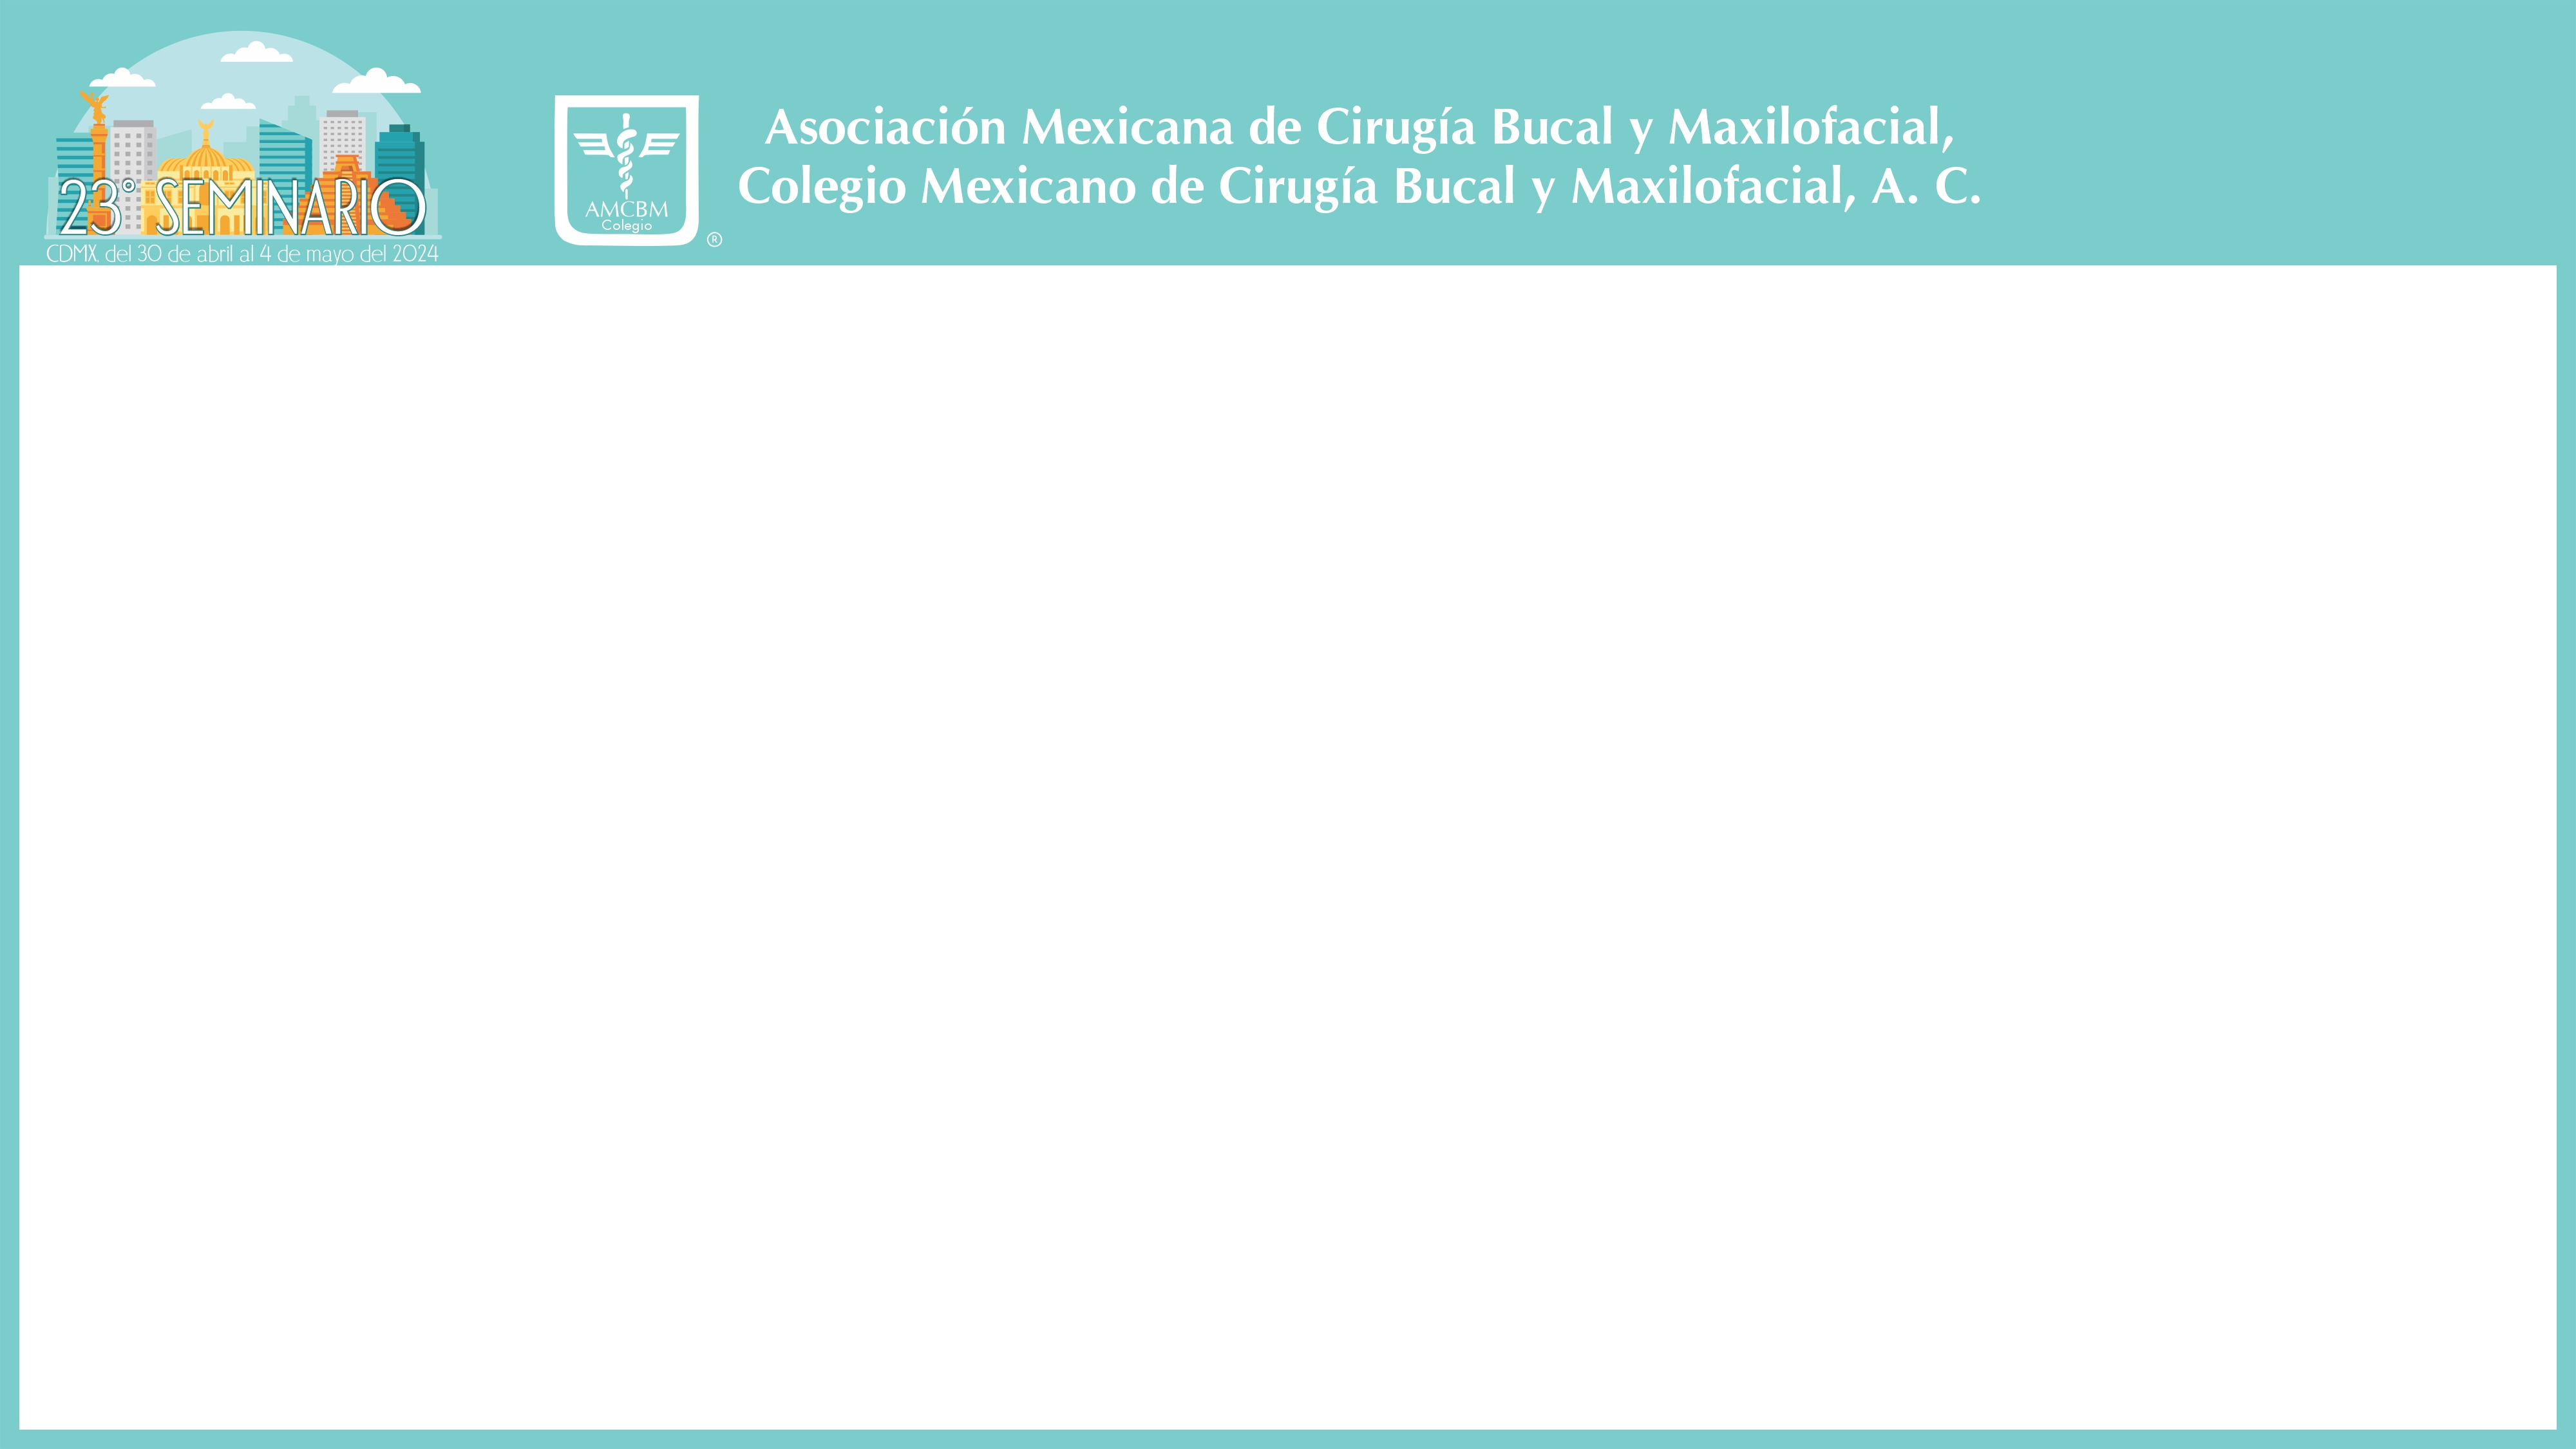 23° SEMINARIO
CDMX. del 30 de abril al 4 de mayo del 2024
AMCBM
Colegio
®
Asociación Mexicana de Cirugía Bucal y Maxilofacial,
Colegio Mexicano de Cirugía Bucal y Maxilofacial, A. C.